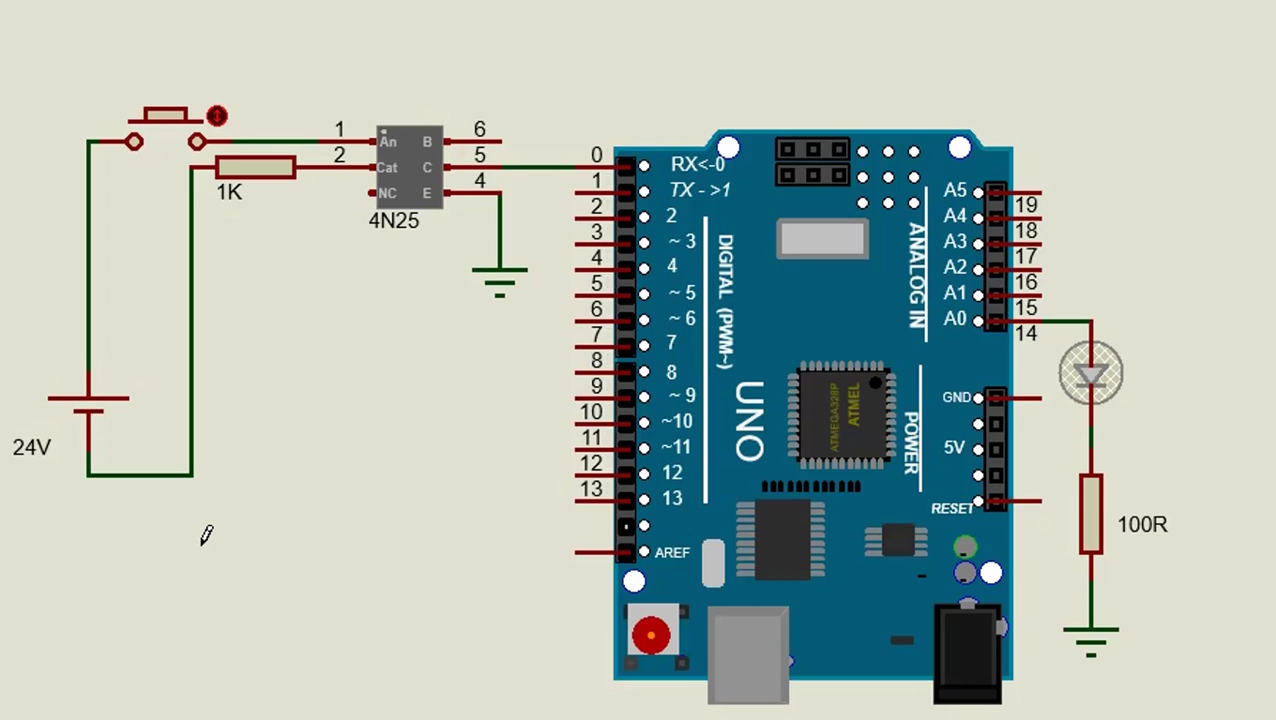 1
2
An
Cat
NC
B
C
E
6
5
4
4N25
1K
24V
0
1
2
3
4
5
6
7
8
9
10
11
12
13
RX<-0
TX ->1
2
~ 3
4
~ 5
~ 6
7
8
~ 9
~10
~11
12
13
AREF
DIGITAL (PWM~)
UNO
ATMEGA328P
ATMEL
ANALOG IN
POWER
A5
A4
A3
A2
A1
A0
19
18
17
16
15
14
GND
5V
RESET
100R